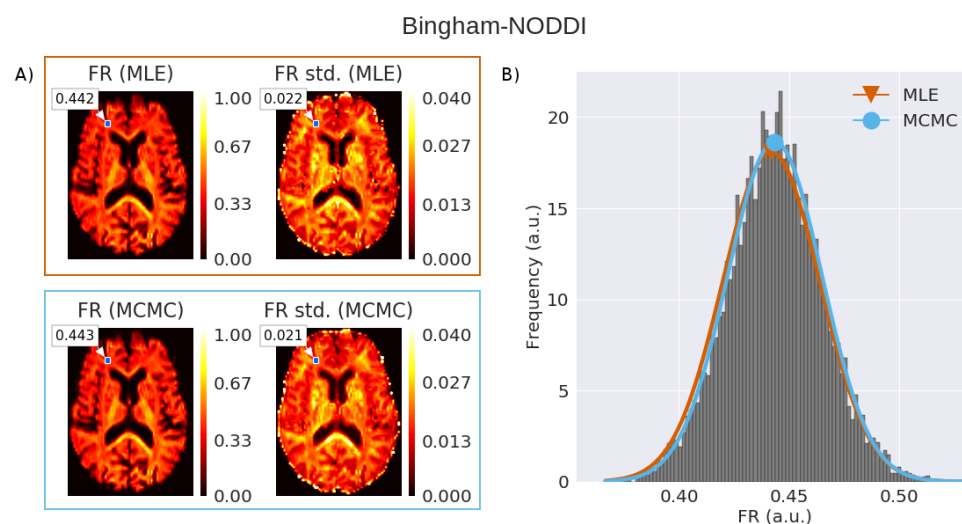 Bingham-NODDI
A)
FR (MLE)
FR std. (MLE)
0.442
0.022
1.00
0.67
0.33
0.00
0.040
0.027
0.013
0.000
FR (MCMC)
FR std. (MCMC)
0.443
0.021
1.00
0.67
0.33
0.00
0.040
0.027
0.013
0.000
B)
MLE
MCMC
Frequency (a.u.)
20
15
10
5
0
0.40
0.45
0.50
FR (a.u.)